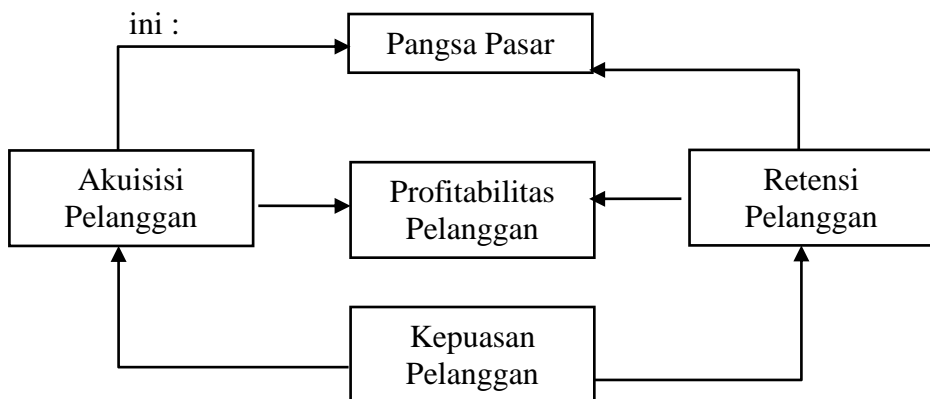 ini :
Pangsa Pasar
Akuisisi
Pelanggan
Profitabilitas
Pelanggan
Retensi
Pelanggan
Kepuasan
Pelanggan